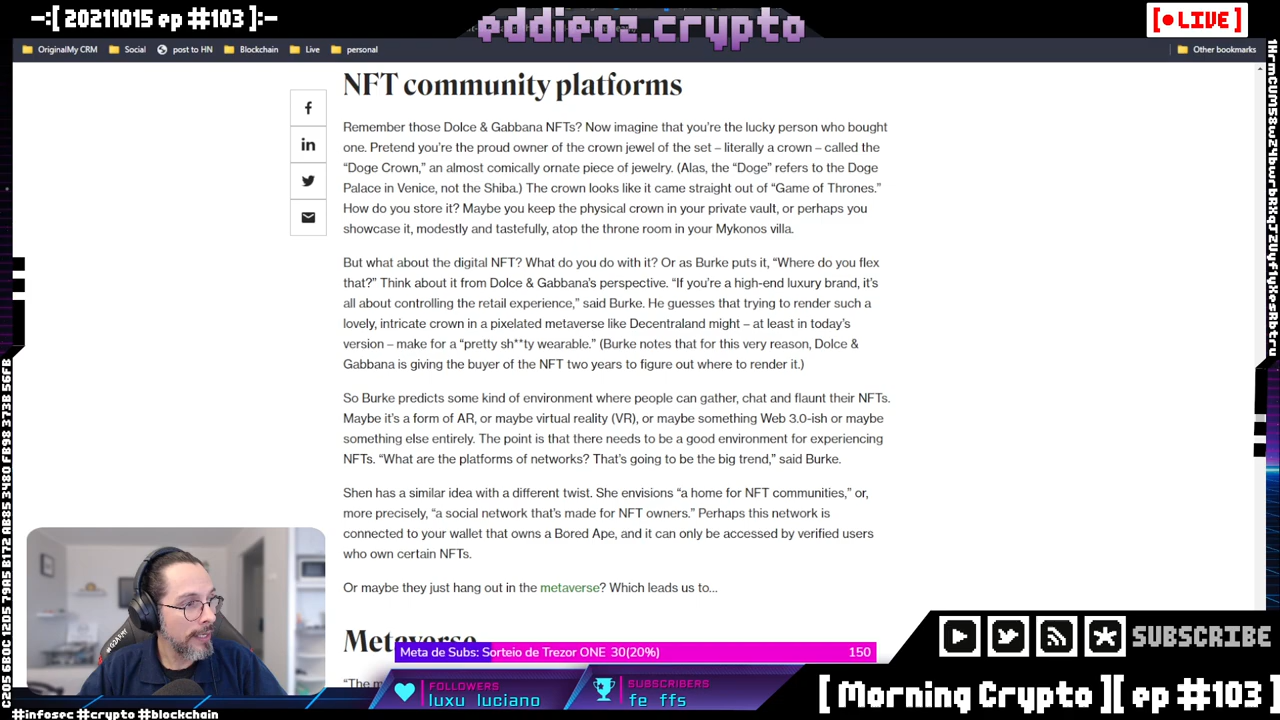 -:[ 20211015 ep #103 ]:-
eddieoz.crypto
[ LIVE ]
OriginalMy CRM
Social
post to HN
Blockchain
Live
personal
Other bookmarks
NFT community platforms
Remember those Dolce & Gabbana NFTs? Now imagine that you're the lucky person who bought
one. Pretend you're the proud owner of the crown jewel of the set – literally a crown – called the
“Doge Crown,” an almost comically ornate piece of jewelry. (Alas, the “Doge” refers to the Doge
Palace in Venice, not the Shiba.) The crown looks like it came straight out of “Game of Thrones.”
How do you store it? Maybe you keep the physical crown in your private vault, or perhaps you
showcase it, modestly and tastefully, atop the throne room in your Mykonos villa.
But what about the digital NFT? What do you do with it? Or as Burke puts it, “Where do you flex
that?” Think about it from Dolce & Gabbana's perspective. “If you're a high-end luxury brand, it's
all about controlling the retail experience,” said Burke. He guesses that trying to render such a
lovely, intricate crown in a pixelated metaverse like Decentraland might – at least in today's
version – make for a “pretty sh**ty wearable.” (Burke notes that for this very reason, Dolce &
Gabbana is giving the buyer of the NFT two years to figure out where to render it.)
So Burke predicts some kind of environment where people can gather, chat and flaunt their NFTs.
Maybe it's a form of AR, or maybe virtual reality (VR), or maybe something Web 3.0-ish or maybe
something else entirely. The point is that there needs to be a good environment for experiencing
NFTs. “What are the platforms of networks? That's going to be the big trend,” said Burke.
Shen has a similar idea with a different twist. She envisions “a home for NFT communities,” or,
more precisely, “a social network that's made for NFT owners.” Perhaps this network is
connected to your wallet that owns a Bored Ape, and it can only be accessed by verified users
who own certain NFTs.
Or maybe they just hang out in the metaverse? Which leads us to...
Metaverse
Meta de Subs: Sorteio de Trezor ONE 30(20%) 150
“The m
FOLLOWERS
luxu luciano
SUBSCRIBERS
fe ffs
SUBSCRIBE
[ Morning Crypto ][ ep #103 ]
#infosec #crypto #blockchain